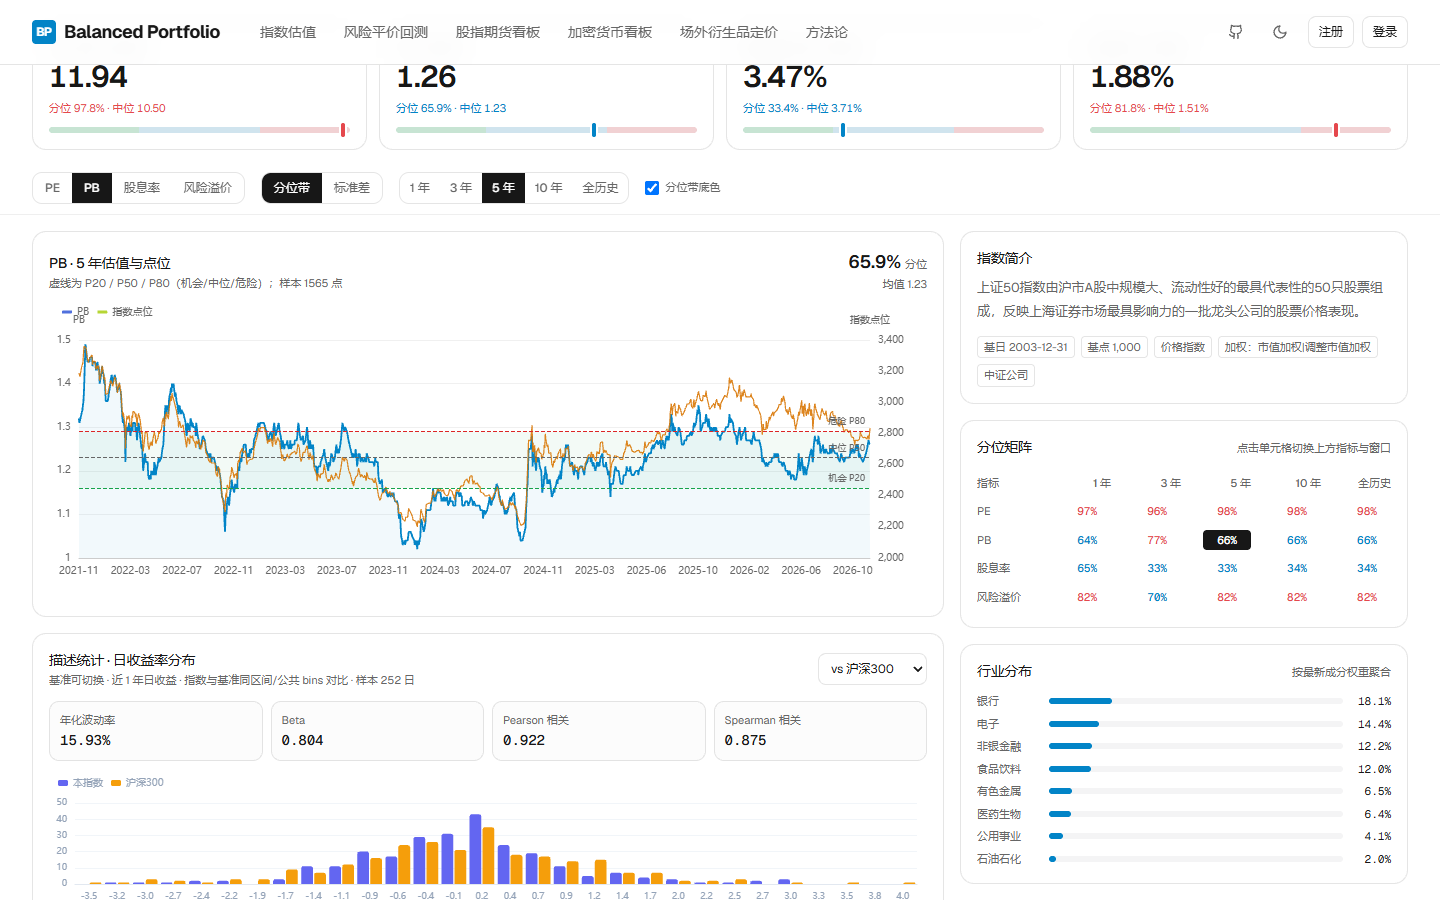 BP Balanced Portfolio 指数估值 风险平价回测 股指期货看板 加密货币看板 场外衍生品定价 方法论 注册 登录
11.94 1.26 3.47% 1.88%
分位 97.8% · 中位 10.50 分位 65.9% · 中位 1.23 分位 33.4% · 中位 3.71% 分位 81.8% · 中位 1.51%
PE PB 股息率 风险溢价 分位带 标准差 1 年 3 年 5 年 10 年 全历史 分位带底色
PB · 5 年估值与点位
65.9% 分位
虚线为 P20 / P50 / P80（机会/中位/危险）；样本 1565 点
均值 1.23
PB 指数点位
PB 指数点位
1.5 3,400
3,200
1.4
3,000
危险 P80
1.3
2,800
中位 P50
2,600
1.2
机会 P20
2,400
1.1
2,200
1 2,000
2021-11 2022-03 2022-07 2022-11 2023-03 2023-07 2023-11 2024-03 2024-07 2024-11 2025-03 2025-06 2025-10 2026-02 2026-06 2026-10
指数简介
上证50指数由沪市A股中规模大、流动性好的最具代表性的50只股票组
成，反映上海证券市场最具影响力的一批龙头公司的股票价格表现。
基日 2003-12-31 基点 1,000 价格指数 加权：市值加权|调整市值加权
中证公司
分位矩阵 点击单元格切换上方指标与窗口
指标 1 年 3 年 5 年 10 年 全历史
PE 97% 96% 98% 98% 98%
PB 64% 77% 66% 66% 66%
股息率 65% 33% 33% 34% 34%
风险溢价 82% 70% 82% 82% 82%
描述统计 · 日收益率分布
vs 沪深300
基准可切换 · 近 1 年日收益 · 指数与基准同区间/公共 bins 对比 · 样本 252 日
年化波动率 Beta Pearson 相关 Spearman 相关
15.93% 0.804 0.922 0.875
本指数 沪深300
50
40
30
20
10
0
-3.5 -3.2 -3.0 -2.7 -2.4 -2.2 -1.9 -1.7 -1.4 -1.1 -0.9 -0.6 -0.4 -0.1 0.2 0.4 0.7 0.9 1.2 1.4 1.7 2.0 2.2 2.5 2.7 3.0 3.3 3.5 3.8 4.0
行业分布 按最新成分权重聚合
银行 18.1%
电子 14.4%
非银金融 12.2%
食品饮料 12.0%
有色金属 6.5%
医药生物 6.4%
公用事业 4.1%
石油石化 2.0%